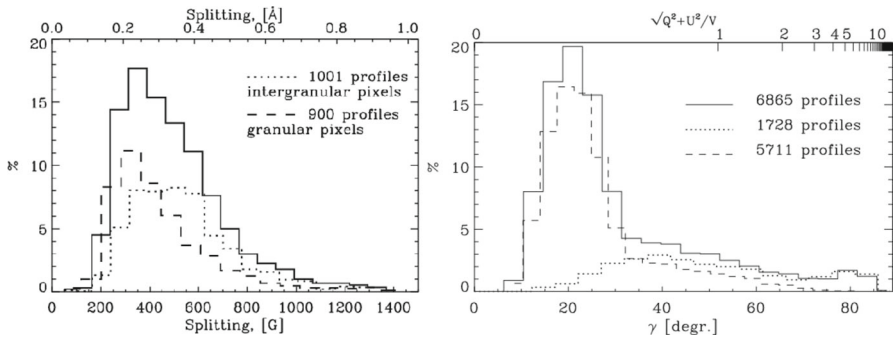 Splitting, [Å]
0.0 0.2 0.4 0.6 0.8 1.0
20
15
10
5
0
%
1001 profiles
intergranular pixels
900 profiles
granular pixels
200 400 600 800 1000 1200 1400
Splitting, [G]
√Q²+U²/V
0 1 2 3 4 5 10
20
15
10
5
0
%
6865 profiles
1728 profiles
5711 profiles
0 20 40 60 80
γ [degr.]